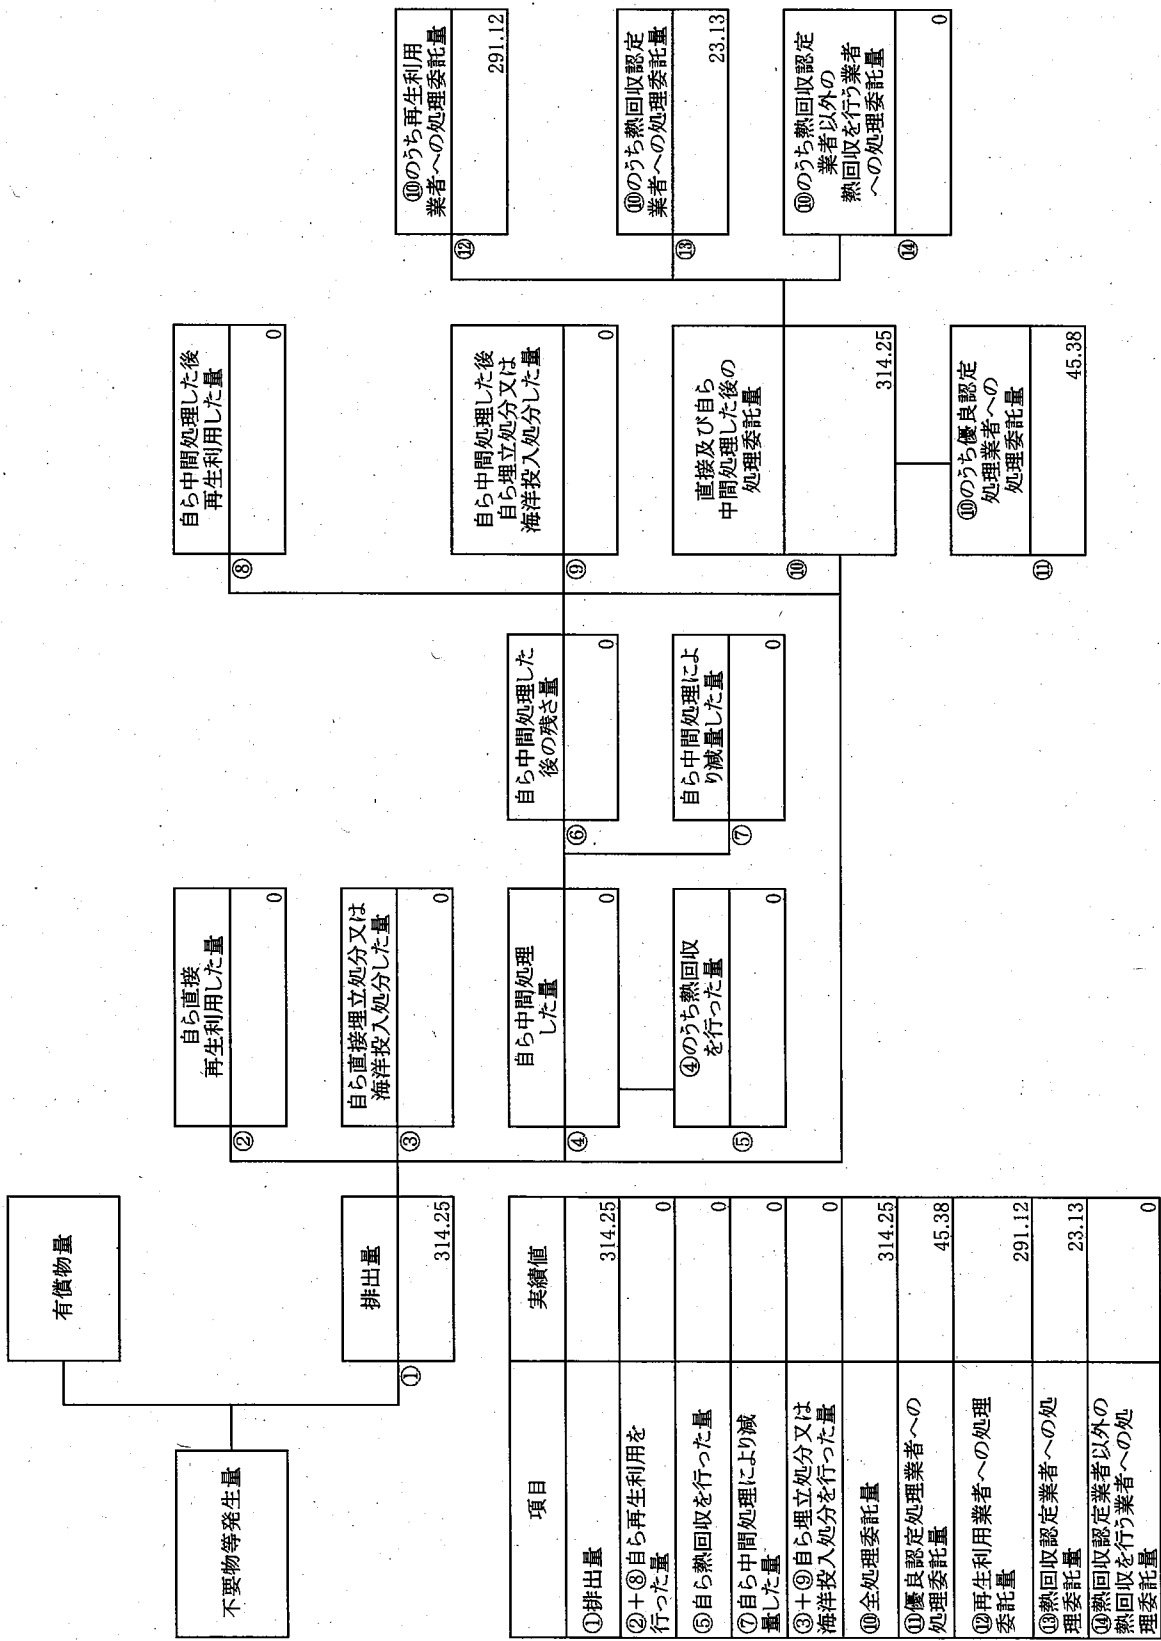 不要物等発生量
有償物量
排出量
①
314.25
自ら直接
再生利用した量
②
0
自ら直接埋立処分又は
海洋投入処分した量
③
0
自ら中間処理
した量
④
0
④のうち熱回収
を行った量
⑤
0
自ら中間処理した
後の残さ量
⑥
0
自ら中間処理によ
り減量した量
⑦
0
自ら中間処理した後
再生利用した量
⑧
0
自ら中間処理した後
自ら埋立処分又は
海洋投入処分した量
⑨
0
直接及び自ら
中間処理した後の
処理委託量
⑩
314.25
⑩のうち優良認定
処理業者への
処理委託量
⑪
45.38
⑩のうち再生利用
業者への処理委託量
⑫
291.12
⑩のうち熱回収認定
業者への処理委託量
⑬
23.13
⑩のうち熱回収認定
業者以外の
熱回収を行う業者
への処理委託量
⑭
0
項目 実績値
①排出量 314.25
②+⑧自ら再生利用を
行った量 0
⑤自ら熱回収を行った量 0
⑦自ら中間処理により減
量した量 0
③+⑨自ら埋立処分又は
海洋投入処分を行った量 0
⑩全処理委託量 314.25
⑪優良認定処理業者への
処理委託量 45.38
⑫再生利用業者への処理
委託量 291.12
⑬熱回収認定業者への処
理委託量 23.13
⑭熱回収認定業者以外の
熱回収を行う業者への処
理委託量 0